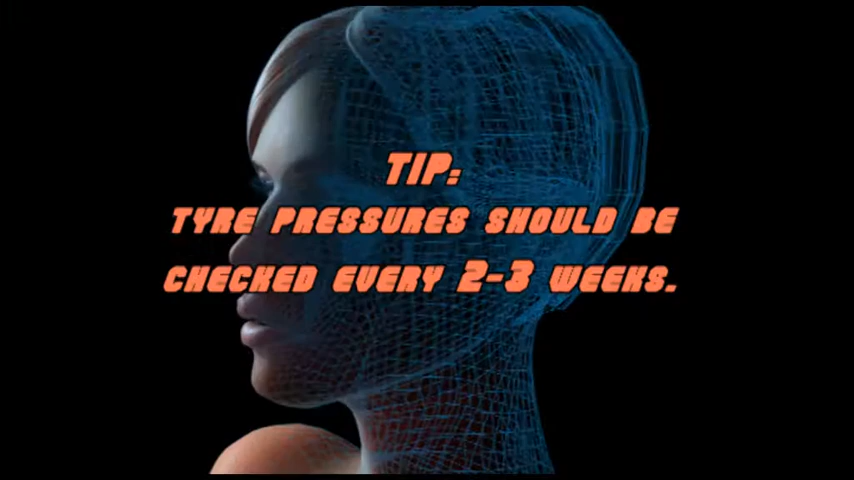 TIP:
TYRE PRESSURES SHOULD BE
CHECKED EVERY 2-3 WEEKS.